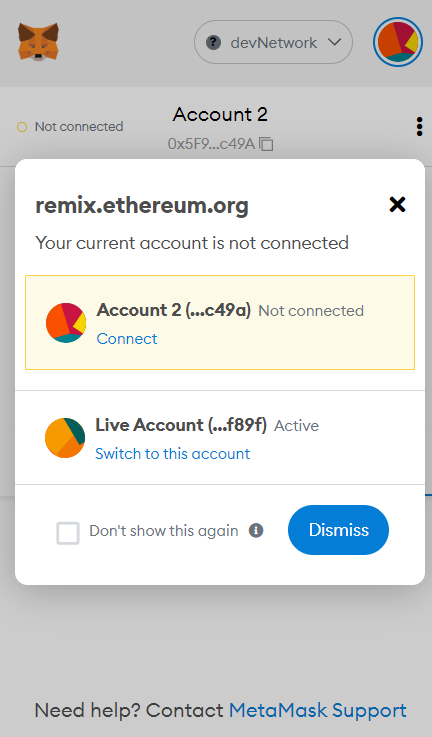 devNetwork
Not connected
Account 2
0x5F9...c49A
remix.ethereum.org
Your current account is not connected
Account 2 (...c49a) Not connected
Connect
Live Account (...f89f) Active
Switch to this account
Don't show this again
Dismiss
Need help? Contact MetaMask Support